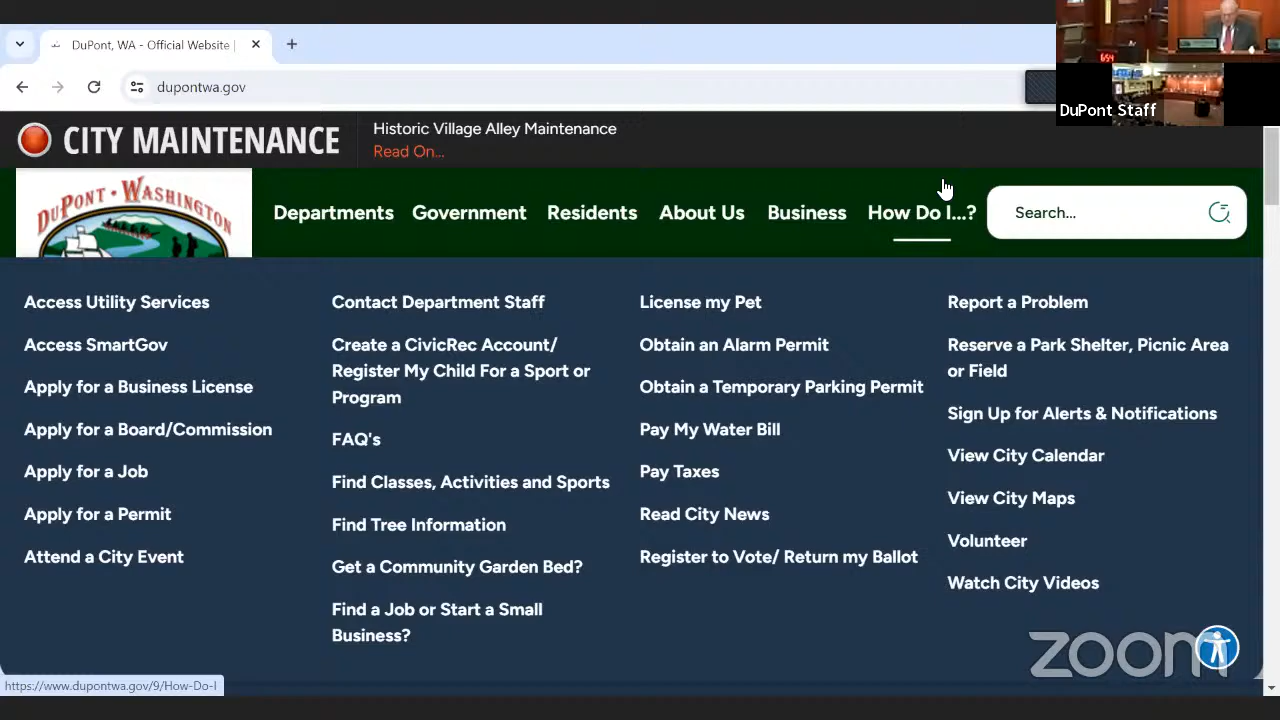 DuPont, WA - Official Website |
dupontwa.gov
DuPont Staff
CITY MAINTENANCE
Historic Village Alley Maintenance
Read On...
DUPONT • WASHINGTON
Departments
Government
Residents
About Us
Business
How Do I...?
Search...
Access Utility Services
Access SmartGov
Apply for a Business License
Apply for a Board/Commission
Apply for a Job
Apply for a Permit
Attend a City Event
Contact Department Staff
Create a CivicRec Account/
Register My Child For a Sport or
Program
FAQ's
Find Classes, Activities and Sports
Find Tree Information
Get a Community Garden Bed?
Find a Job or Start a Small
Business?
License my Pet
Obtain an Alarm Permit
Obtain a Temporary Parking Permit
Pay My Water Bill
Pay Taxes
Read City News
Register to Vote/ Return my Ballot
Report a Problem
Reserve a Park Shelter, Picnic Area
or Field
Sign Up for Alerts & Notifications
View City Calendar
View City Maps
Volunteer
Watch City Videos
zoom
https://www.dupontwa.gov/9/How-Do-I